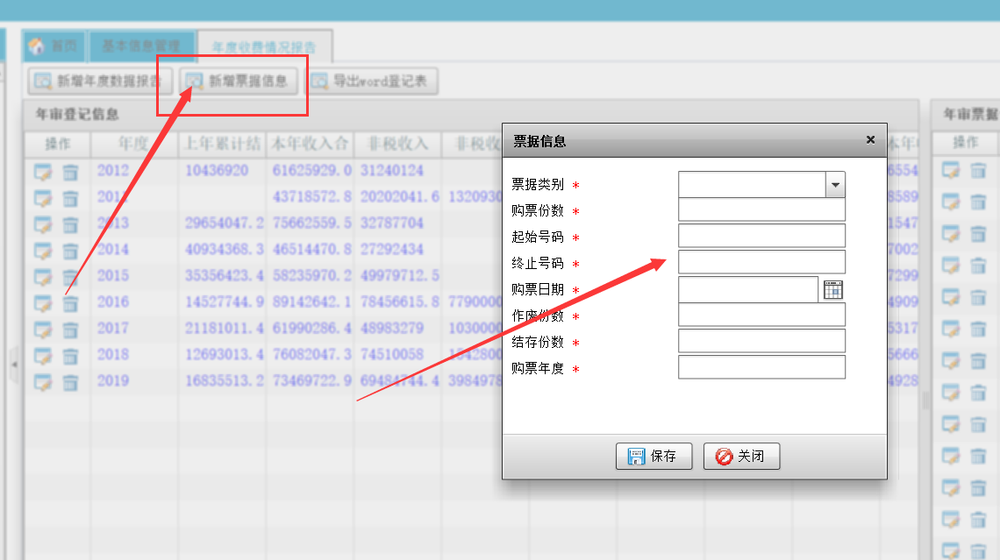 首页 基本信息管理 年度收费情况报告
新增年度数据报告 新增票据信息 导出word登记表
年审登记信息 年审票据
操作 年度 上年累计结 本年收入合 非税收入 非税收 本年 操作
2012 10436920 61625929.0 31240124 6554
2011 43718572.8 20202041.6 1320930 8589
2013 29654047.2 75662559.5 32787704 1547
2014 40934368.3 46514470.8 27292434 7002
2015 35356423.4 58235970.2 49979712.5 7299
2016 14527744.9 89142642.1 78456615.8 7790000 4909
2017 21181011.4 61990286.4 48983279 1030000 5317
2018 12693013.4 76082047.3 74510058 1542800 5666
2019 16835513.2 73469722.9 69484744.4 3984978 4928
票据信息
票据类别 *
购票份数 *
起始号码 *
终止号码 *
购票日期 *
作废份数 *
结存份数 *
购票年度 *
保存 关闭